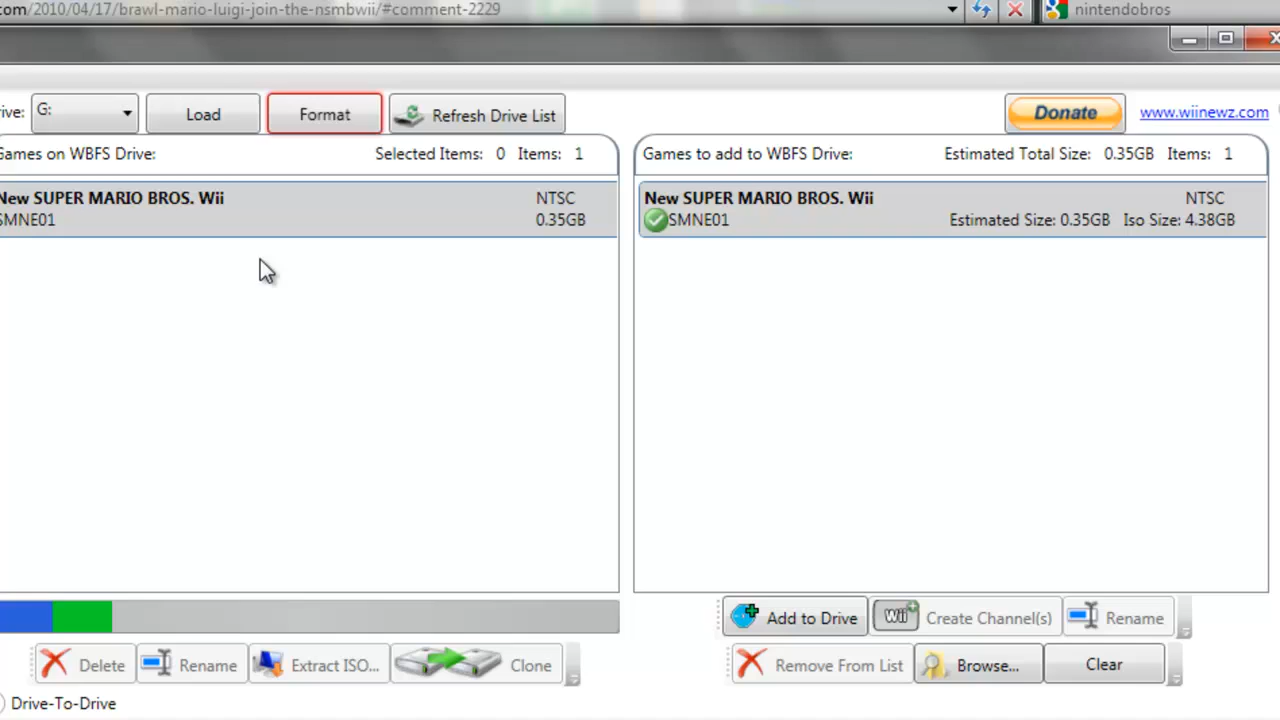 com/2010/04/17/brawl-mario-luigi-join-the-nsmbwii/#comment-2229
nintendobros
rive: G: Load Format Refresh Drive List Donate www.wiinewz.com
Games on WBFS Drive: Selected Items: 0 Items: 1
Games to add to WBFS Drive: Estimated Total Size: 0.35GB Items: 1
New SUPER MARIO BROS. Wii NTSC
SMNE01 0.35GB
New SUPER MARIO BROS. Wii NTSC
SMNE01 Estimated Size: 0.35GB Iso Size: 4.38GB
Add to Drive Wii Create Channel(s) Rename
Delete Rename Extract ISO... Clone
Remove From List Browse... Clear
Drive-To-Drive